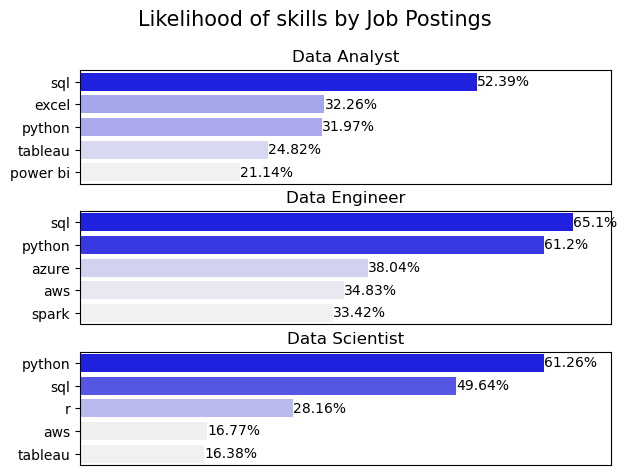 Likelihood of skills by Job Postings
Data Analyst
sql 52.39%
excel 32.26%
python 31.97%
tableau 24.82%
power bi 21.14%
Data Engineer
sql 65.1%
python 61.2%
azure 38.04%
aws 34.83%
spark 33.42%
Data Scientist
python 61.26%
sql 49.64%
r 28.16%
aws 16.77%
tableau 16.38%